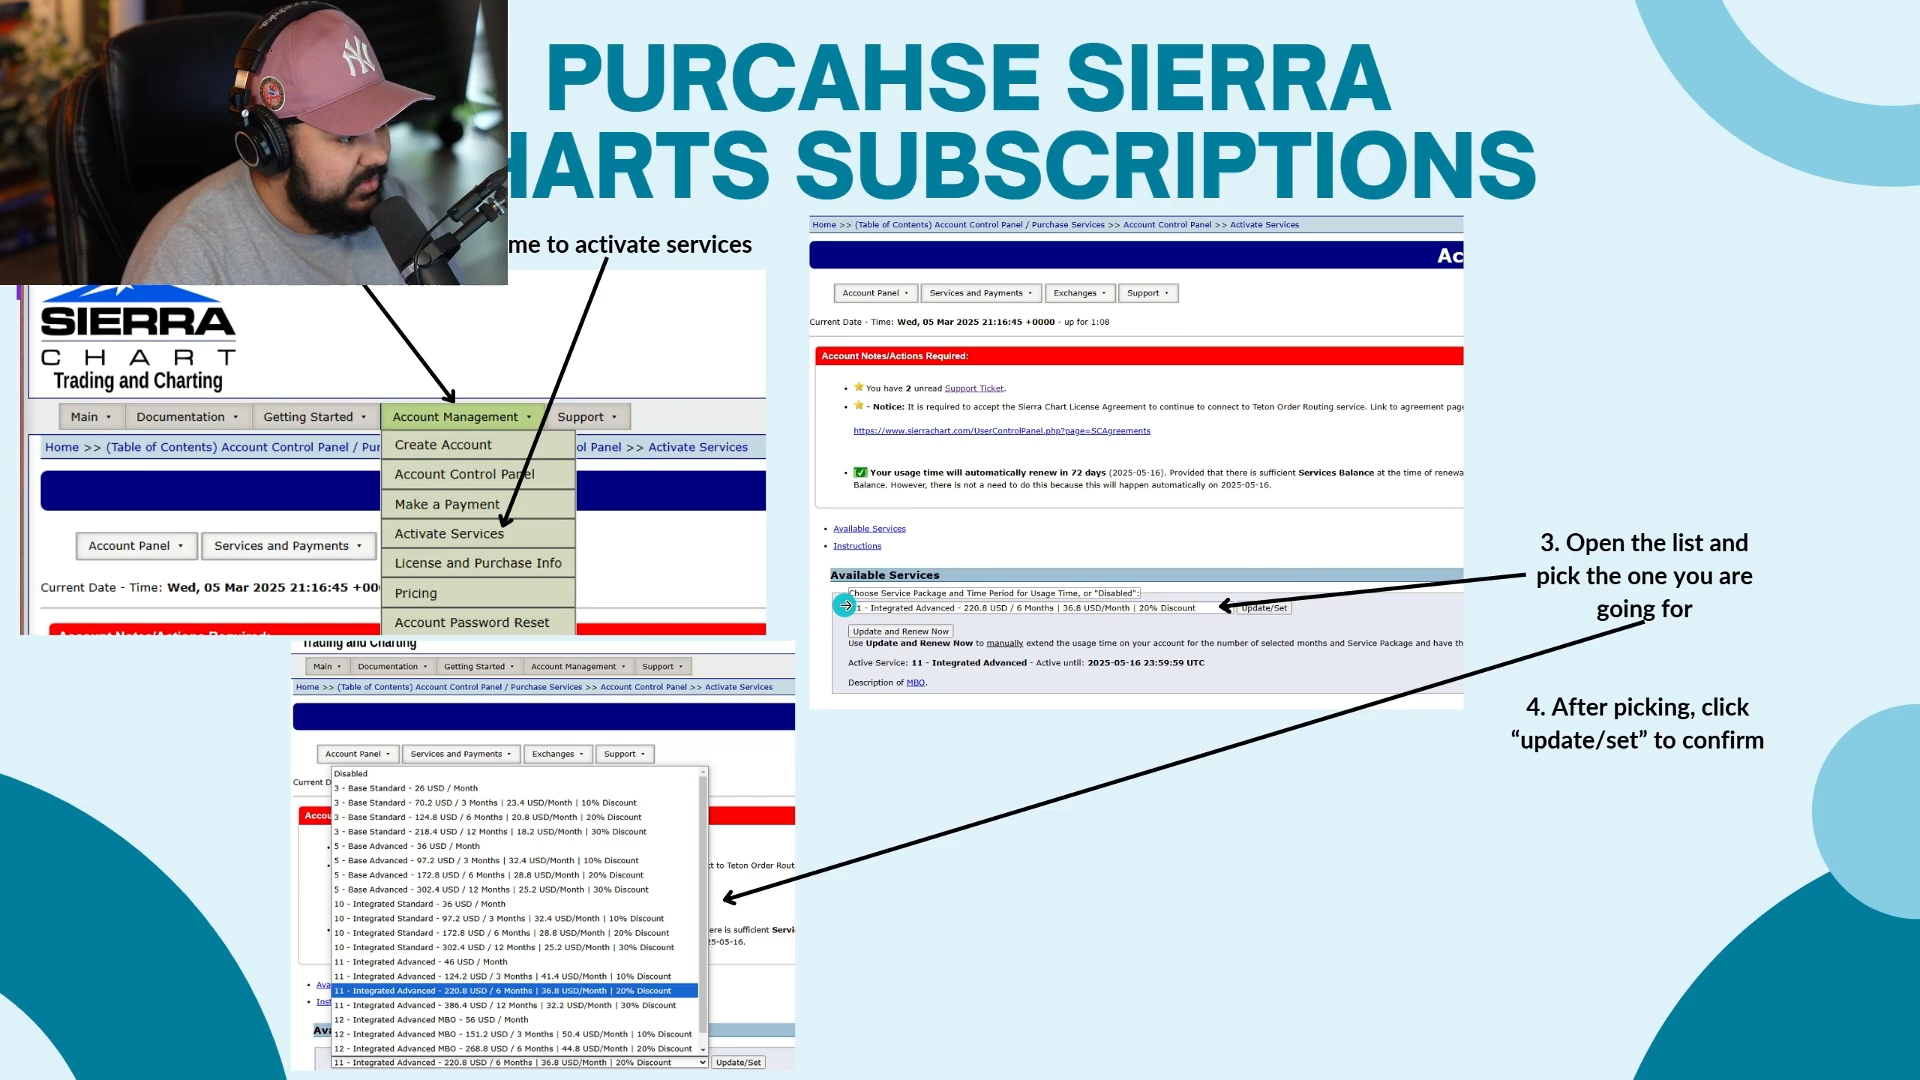 PURCAHSE SIERRA
HARTS SUBSCRIPTIONS
NY
me to activate services
SIERRA
CHART
Trading and Charting
Main
Documentation
Getting Started
Account Management
Support
Home >> (Table of Contents) Account Control Panel / Pur
ol Panel >> Activate Services
Create Account
Account Control Panel
Make a Payment
Activate Services
License and Purchase Info
Pricing
Account Password Reset
Account Panel
Services and Payments
Current Date - Time: Wed, 05 Mar 2025 21:16:45 +00
Account Notes/Actions Required:
Home >> (Table of Contents) Account Control Panel / Purchase Services >> Account Control Panel >> Activate Services
Ac
Account Panel
Services and Payments
Exchanges
Support
Current Date - Time: Wed, 05 Mar 2025 21:16:45 +0000 - up for 1:08
Account Notes/Actions Required:
You have 2 unread Support Ticket.
- Notice: It is required to accept the Sierra Chart License Agreement to continue to connect to Teton Order Routing service. Link to agreement page
https://www.sierrachart.com/UserControlPanel.php?page=SCAgreements
Your usage time will automatically renew in 72 days (2025-05-16). Provided that there is sufficient Services Balance at the time of renewa
Balance. However, there is not a need to do this because this will happen automatically on 2025-05-16.
Available Services
Instructions
Available Services
Choose Service Package and Time Period for Usage Time, or "Disabled":
1 - Integrated Advanced - 220.8 USD / 6 Months | 36.8 USD/Month | 20% Discount
Update/Set
Update and Renew Now
Use Update and Renew Now to manually extend the usage time on your account for the number of selected months and Service Package and have th
Active Service: 11 - Integrated Advanced - Active until: 2025-05-16 23:59:59 UTC
Description of MBO.
3. Open the list and
pick the one you are
going for
4. After picking, click
“update/set” to confirm
Trading and Charting
Main
Documentation
Getting Started
Account Management
Support
Home >> (Table of Contents) Account Control Panel / Purchase Services >> Account Control Panel >> Activate Services
Account Panel
Services and Payments
Exchanges
Support
Current D
Accou
ct to Teton Order Rout
ere is sufficient Servi
25-05-16.
Ava
Inst
Ava
Disabled
3 - Base Standard - 26 USD / Month
3 - Base Standard - 70.2 USD / 3 Months | 23.4 USD/Month | 10% Discount
3 - Base Standard - 124.8 USD / 6 Months | 20.8 USD/Month | 20% Discount
3 - Base Standard - 218.4 USD / 12 Months | 18.2 USD/Month | 30% Discount
5 - Base Advanced - 36 USD / Month
5 - Base Advanced - 97.2 USD / 3 Months | 32.4 USD/Month | 10% Discount
5 - Base Advanced - 172.8 USD / 6 Months | 28.8 USD/Month | 20% Discount
5 - Base Advanced - 302.4 USD / 12 Months | 25.2 USD/Month | 30% Discount
10 - Integrated Standard - 36 USD / Month
10 - Integrated Standard - 97.2 USD / 3 Months | 32.4 USD/Month | 10% Discount
10 - Integrated Standard - 172.8 USD / 6 Months | 28.8 USD/Month | 20% Discount
10 - Integrated Standard - 302.4 USD / 12 Months | 25.2 USD/Month | 30% Discount
11 - Integrated Advanced - 46 USD / Month
11 - Integrated Advanced - 124.2 USD / 3 Months | 41.4 USD/Month | 10% Discount
11 - Integrated Advanced - 220.8 USD / 6 Months | 36.8 USD/Month | 20% Discount
11 - Integrated Advanced - 386.4 USD / 12 Months | 32.2 USD/Month | 30% Discount
12 - Integrated Advanced MBO - 56 USD / Month
12 - Integrated Advanced MBO - 151.2 USD / 3 Months | 50.4 USD/Month | 10% Discount
12 - Integrated Advanced MBO - 268.8 USD / 6 Months | 44.8 USD/Month | 20% Discount
11 - Integrated Advanced - 220.8 USD / 6 Months | 36.8 USD/Month | 20% Discount
Update/Set